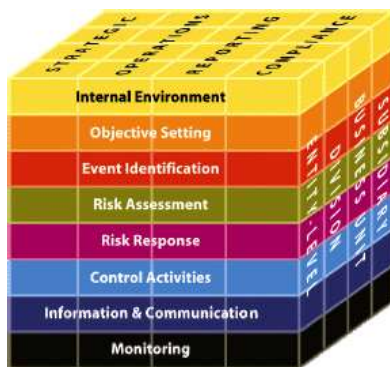 STRATEGIC
OPERATIONS
REPORTING
COMPLIANCE
Internal Environment
Objective Setting
Event Identification
Risk Assessment
Risk Response
Control Activities
Information & Communication
Monitoring
ENTITY-LEVEL
DIVISION
BUSINESS UNIT
SUBSIDIARY